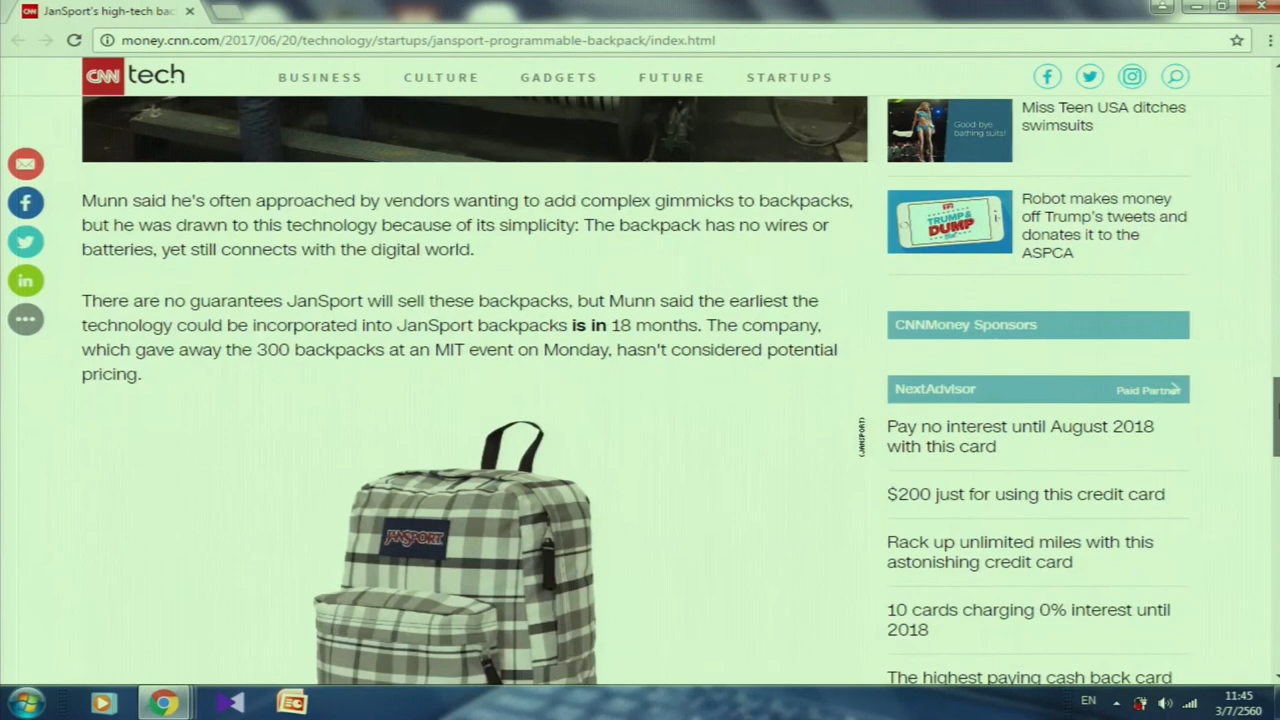 JanSport's high-tech bac
money.cnn.com/2017/06/20/technology/startups/jansport-programmable-backpack/index.html
CNN tech
BUSINESS
CULTURE
GADGETS
FUTURE
STARTUPS
Munn said he's often approached by vendors wanting to add complex gimmicks to backpacks,
but he was drawn to this technology because of its simplicity: The backpack has no wires or
batteries, yet still connects with the digital world.
There are no guarantees JanSport will sell these backpacks, but Munn said the earliest the
technology could be incorporated into JanSport backpacks is in 18 months. The company,
which gave away the 300 backpacks at an MIT event on Monday, hasn't considered potential
pricing.
(JANSPORT)
JANSPORT
Good-bye
bathing suits!
Miss Teen USA ditches
swimsuits
TRUMP &
DUMP
Robot makes money
off Trump's tweets and
donates it to the
ASPCA
CNNMoney Sponsors
NextAdvisor
Paid Partner
Pay no interest until August 2018
with this card
$200 just for using this credit card
Rack up unlimited miles with this
astonishing credit card
10 cards charging 0% interest until
2018
The highest paying cash back card
EN
11:45
3/7/2560